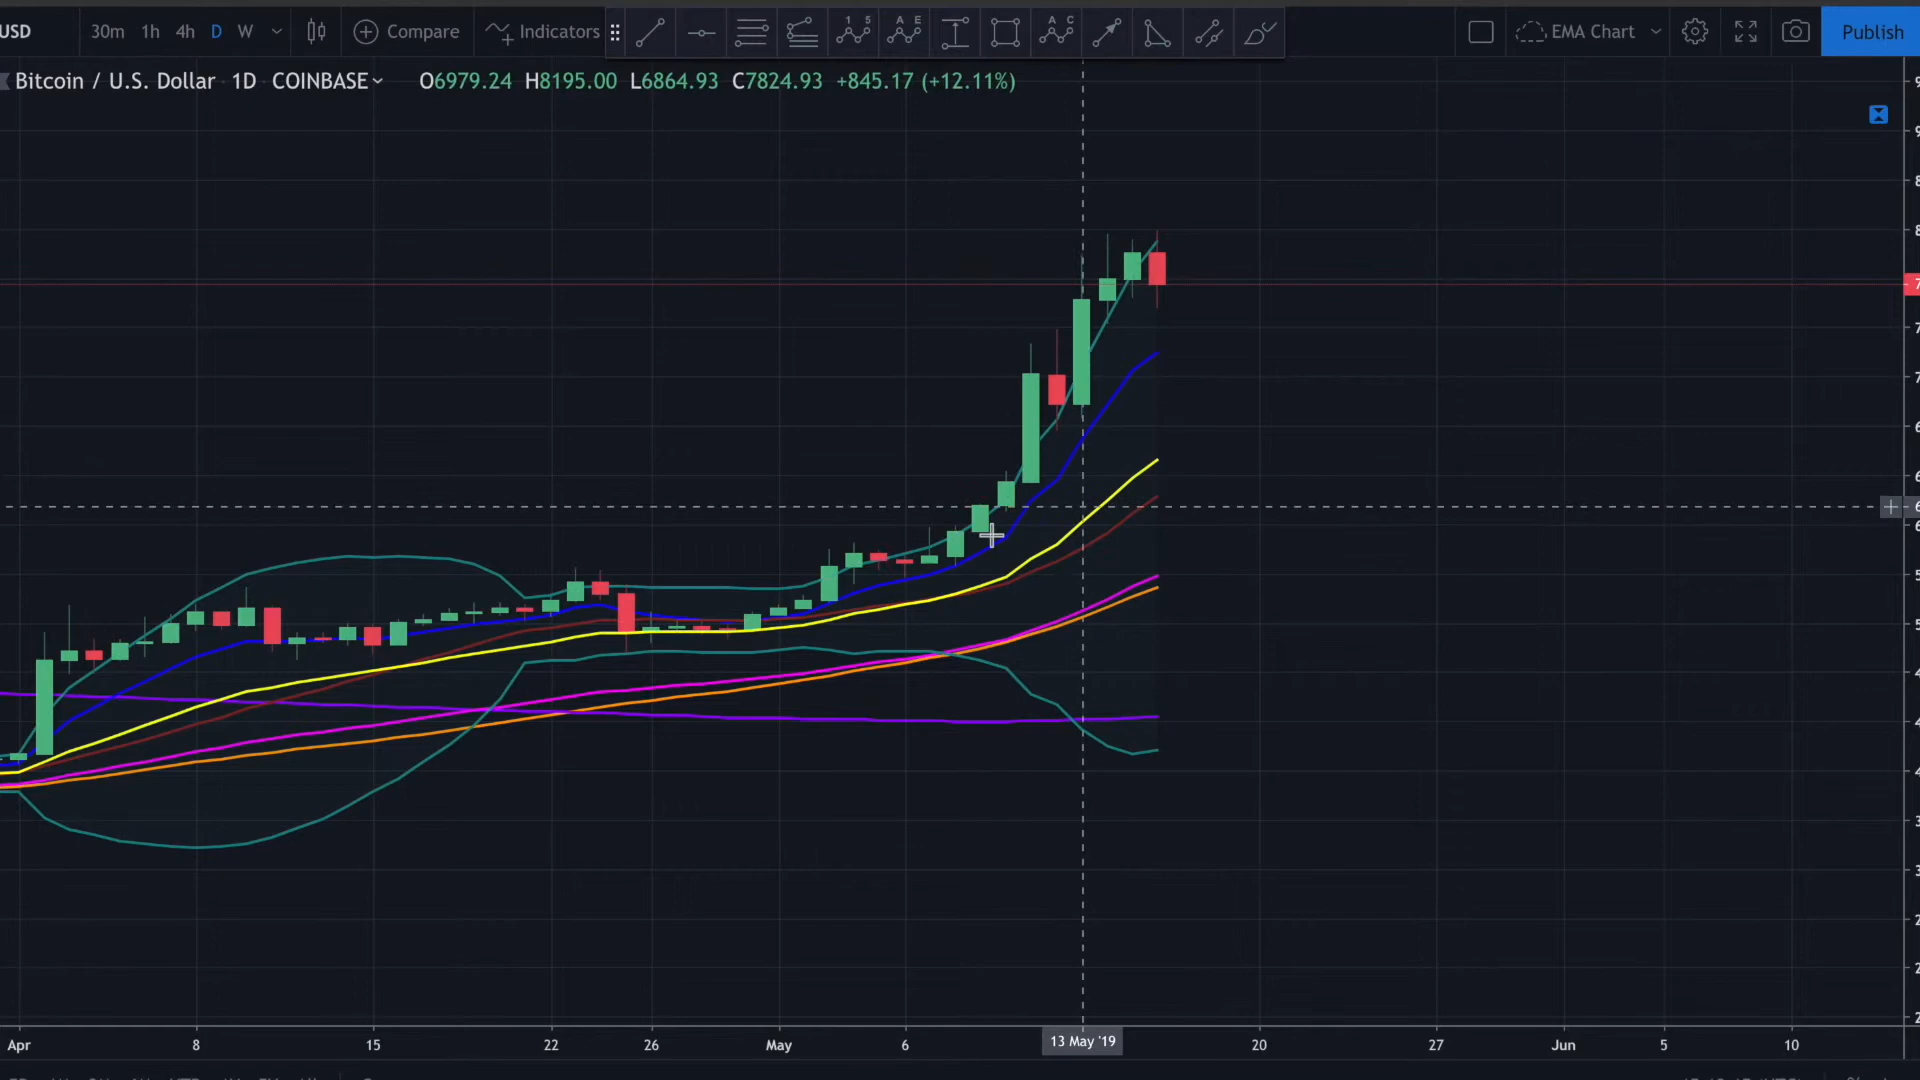 USD 30m 1h 4h D W Compare Indicators EMA Chart Publish
1 5
A E
A C
Bitcoin / U.S. Dollar 1D COINBASE O6979.24 H8195.00 L6864.93 C7824.93 +845.17 (+12.11%)
Apr 8 15 22 26 May 6 13 May '19 20 27 Jun 5 10